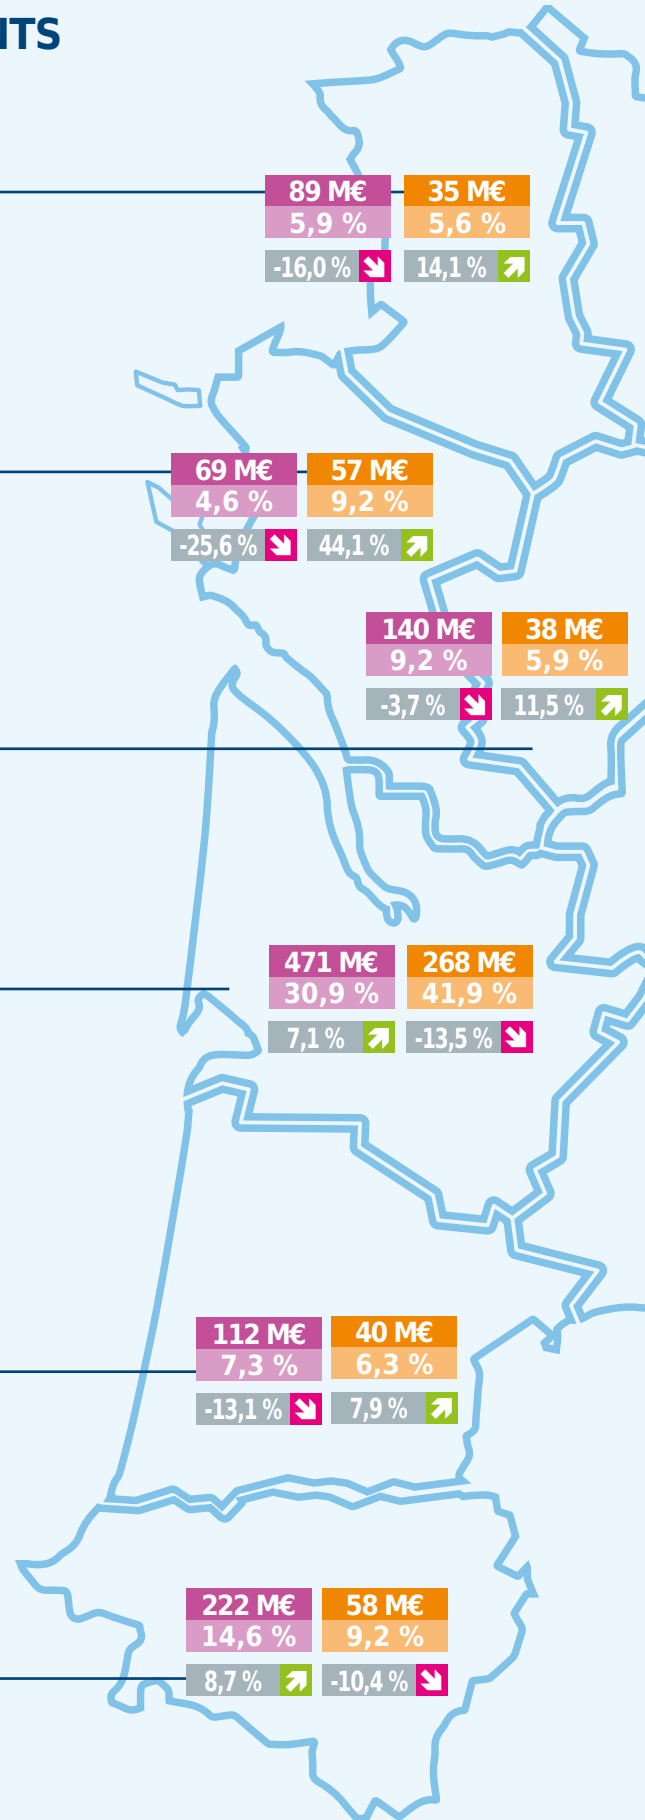 NTS
89 M€ 35 M€
5,9 % 5,6 %
-16,0 % 14,1 %
69 M€ 57 M€
4,6 % 9,2 %
-25,6 % 44,1 %
140 M€ 38 M€
9,2 % 5,9 %
-3,7 % 11,5 %
471 M€ 268 M€
30,9 % 41,9 %
7,1 % -13,5 %
112 M€ 40 M€
7,3 % 6,3 %
-13,1 % 7,9 %
222 M€ 58 M€
14,6 % 9,2 %
8,7 % -10,4 %